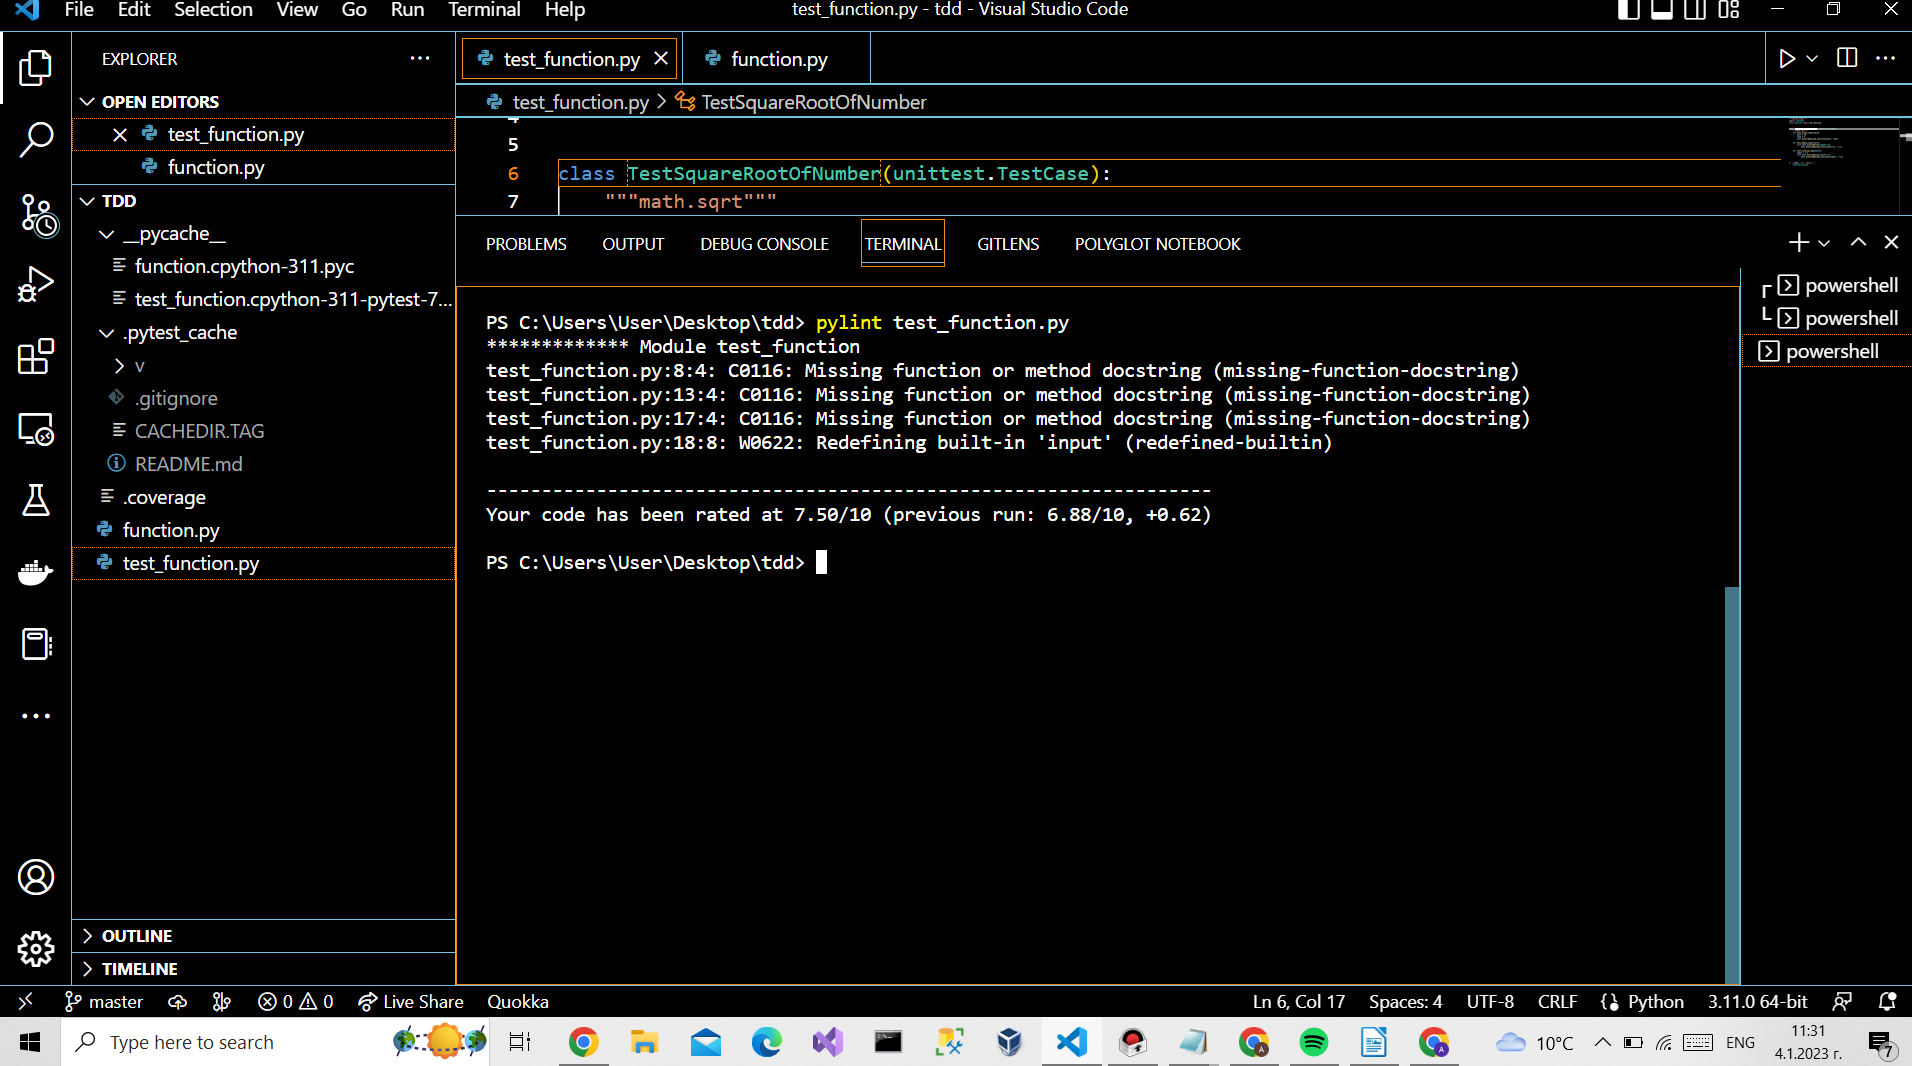 File Edit Selection View Go Run Terminal Help
test_function.py - tdd - Visual Studio Code
EXPLORER
OPEN EDITORS
test_function.py
function.py
TDD
__pycache__
function.cpython-311.pyc
test_function.cpython-311-pytest-7...
.pytest_cache
v
.gitignore
CACHEDIR.TAG
README.md
.coverage
function.py
test_function.py
OUTLINE
TIMELINE
test_function.py function.py
test_function.py > TestSquareRootOfNumber
5
6 class TestSquareRootOfNumber(unittest.TestCase):
7 """math.sqrt"""
PROBLEMS OUTPUT DEBUG CONSOLE TERMINAL GITLENS POLYGLOT NOTEBOOK
PS C:\Users\User\Desktop\tdd> pylint test_function.py
************* Module test_function
test_function.py:8:4: C0116: Missing function or method docstring (missing-function-docstring)
test_function.py:13:4: C0116: Missing function or method docstring (missing-function-docstring)
test_function.py:17:4: C0116: Missing function or method docstring (missing-function-docstring)
test_function.py:18:8: W0622: Redefining built-in 'input' (redefined-builtin)
------------------------------------------------------------------
Your code has been rated at 7.50/10 (previous run: 6.88/10, +0.62)
PS C:\Users\User\Desktop\tdd>
powershell
powershell
powershell
master 0 0 Live Share Quokka
Ln 6, Col 17 Spaces: 4 UTF-8 CRLF Python 3.11.0 64-bit
Type here to search
10°C ENG
11:31
4.1.2023 г.
7